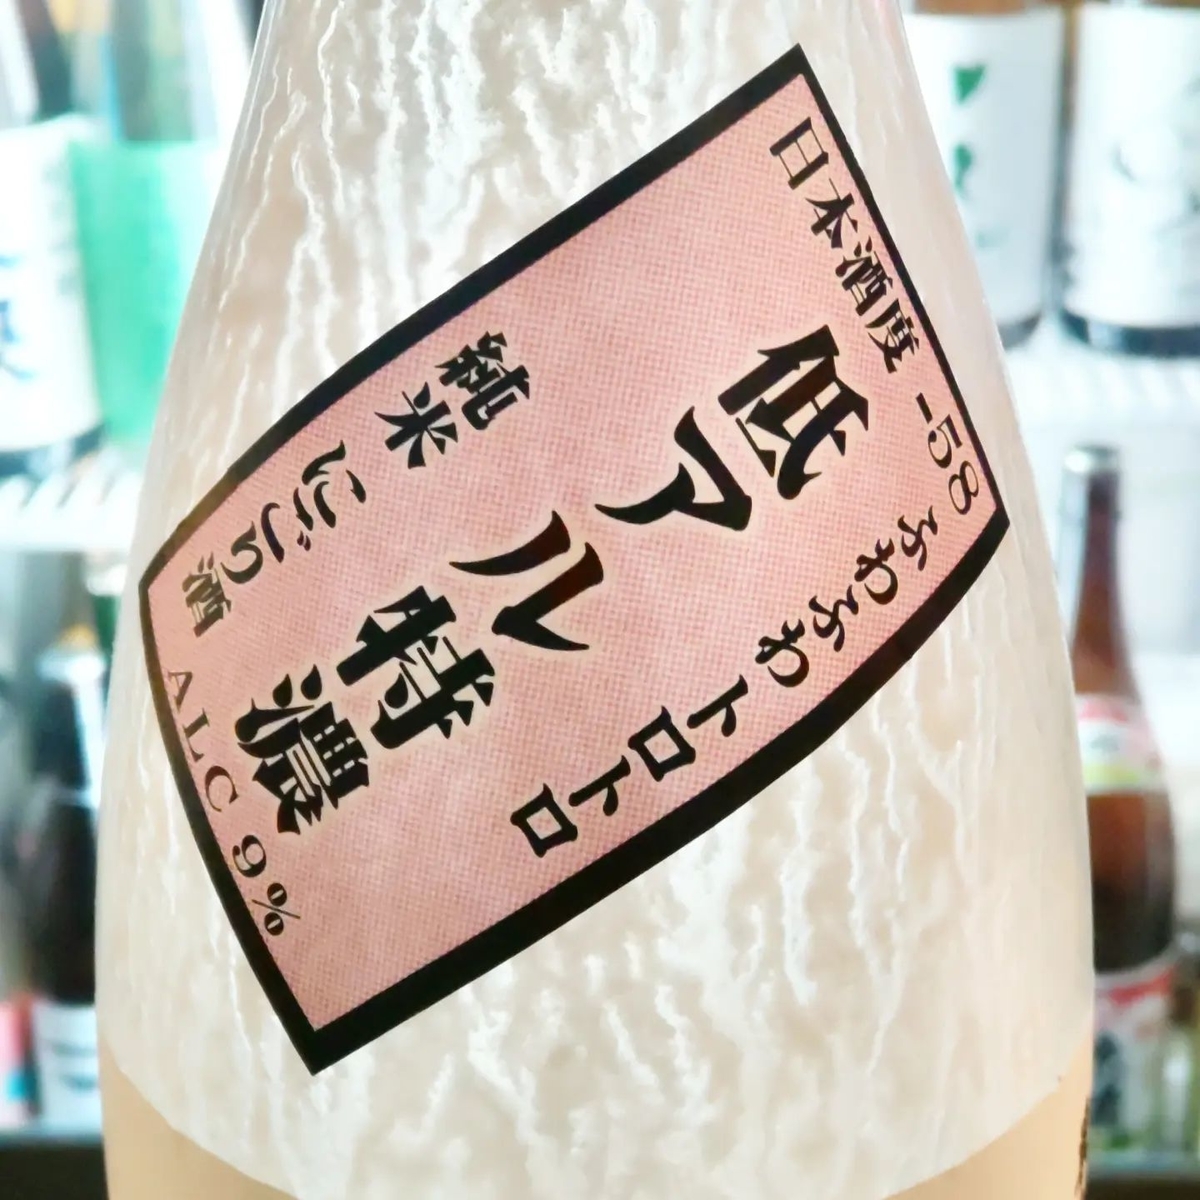 日本酒度 -58
ふわふわトロトロ
低アル特濃
純米にごり酒
ALC 9%